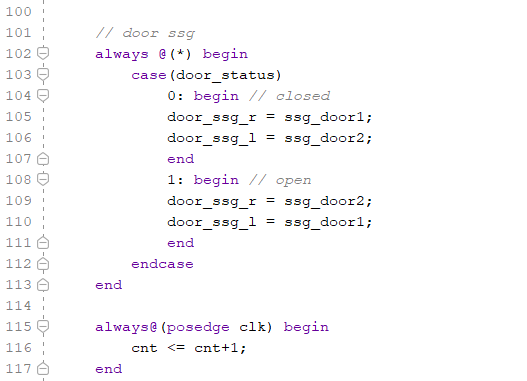 100
101 // door ssg
102 always @(*) begin
103 case(door_status)
104 0: begin // closed
105 door_ssg_r = ssg_door1;
106 door_ssg_l = ssg_door2;
107 end
108 1: begin // open
109 door_ssg_r = ssg_door2;
110 door_ssg_l = ssg_door1;
111 end
112 endcase
113 end
114
115 always@(posedge clk) begin
116 cnt <= cnt+1;
117 end